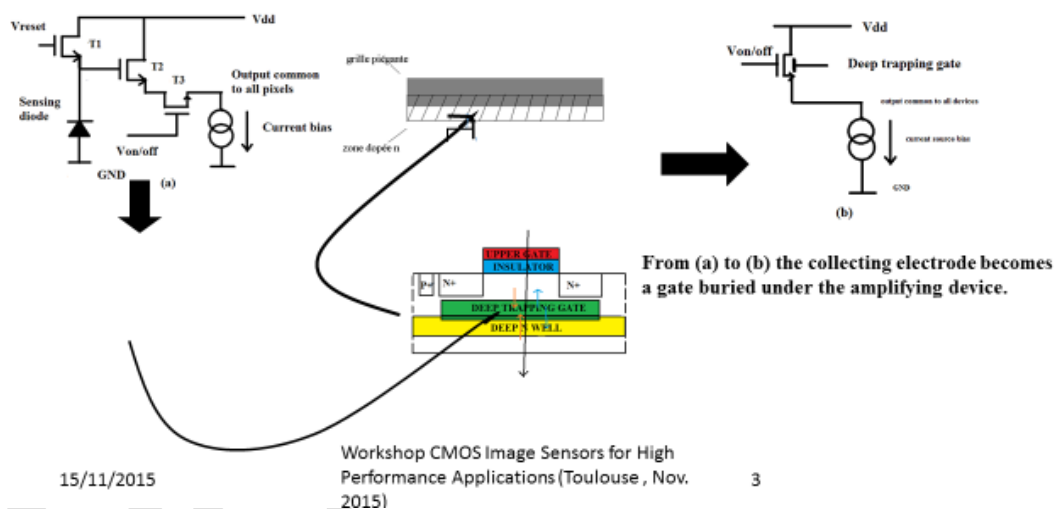 Vreset
T1
Vdd
T2
T3
Output common
to all pixels
Sensing
diode
Current bias
Von/off
GND
(a)
grille piégante
zone dopée n
Vdd
Von/off
Deep trapping gate
output common to all devices
current source bias
GND
(b)
UPPER GATE
INSULATOR
P+
N+
N+
DEEP TRAPPING GATE
DEEP N WELL
From (a) to (b) the collecting electrode becomes
a gate buried under the amplifying device.
15/11/2015
Workshop CMOS Image Sensors for High
Performance Applications (Toulouse , Nov.
2015)
3